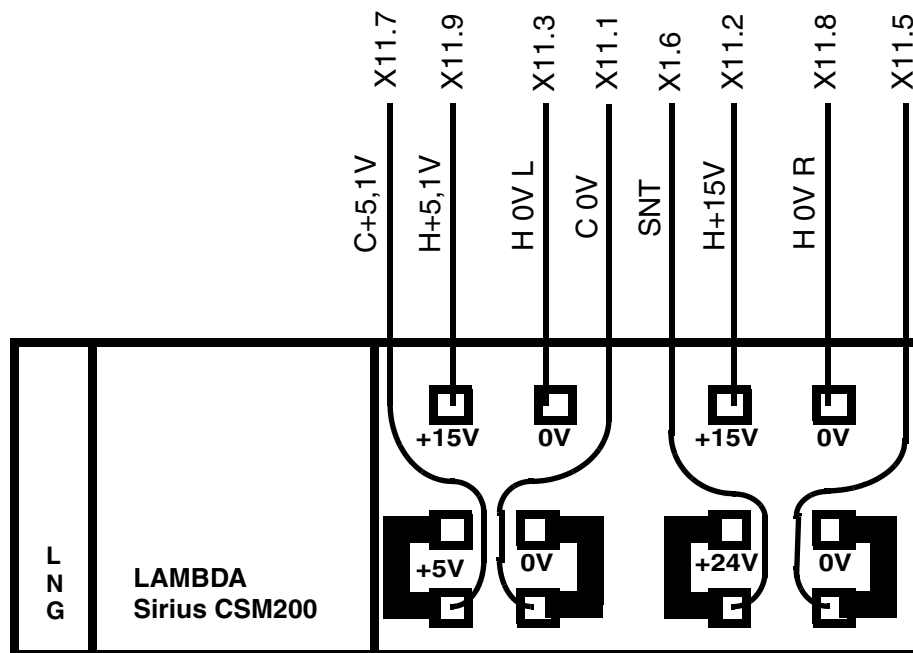 X11.7
X11.9
X11.3
X11.1
X1.6
X11.2
X11.8
X11.5
C+5,1V
H+5,1V
H 0V L
C 0V
SNT
H+15V
H 0V R
+15V
0V
+15V
0V
+5V
0V
+24V
0V
L
N
G
LAMBDA
Sirius CSM200